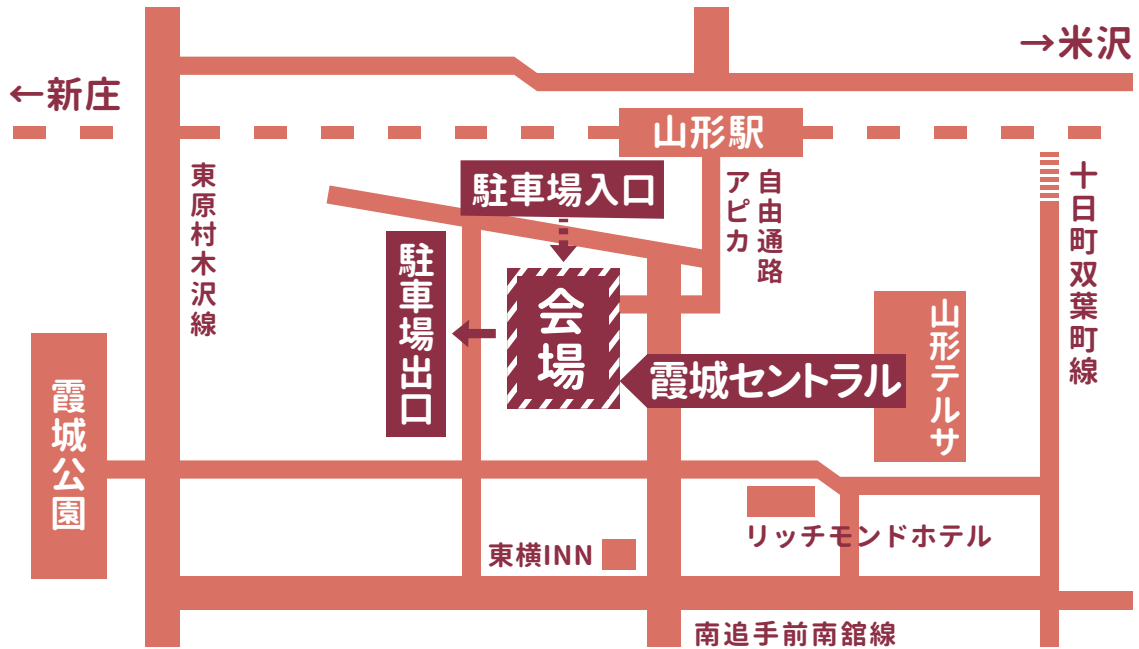 →米沢
←新庄
山形駅
東原村木沢線
駐車場入口
自由通路
アピカ
十日町双葉町線
駐車場出口
会場
霞城セントラル
山形テルサ
霞城公園
リッチモンドホテル
東横INN
南追手前南舘線